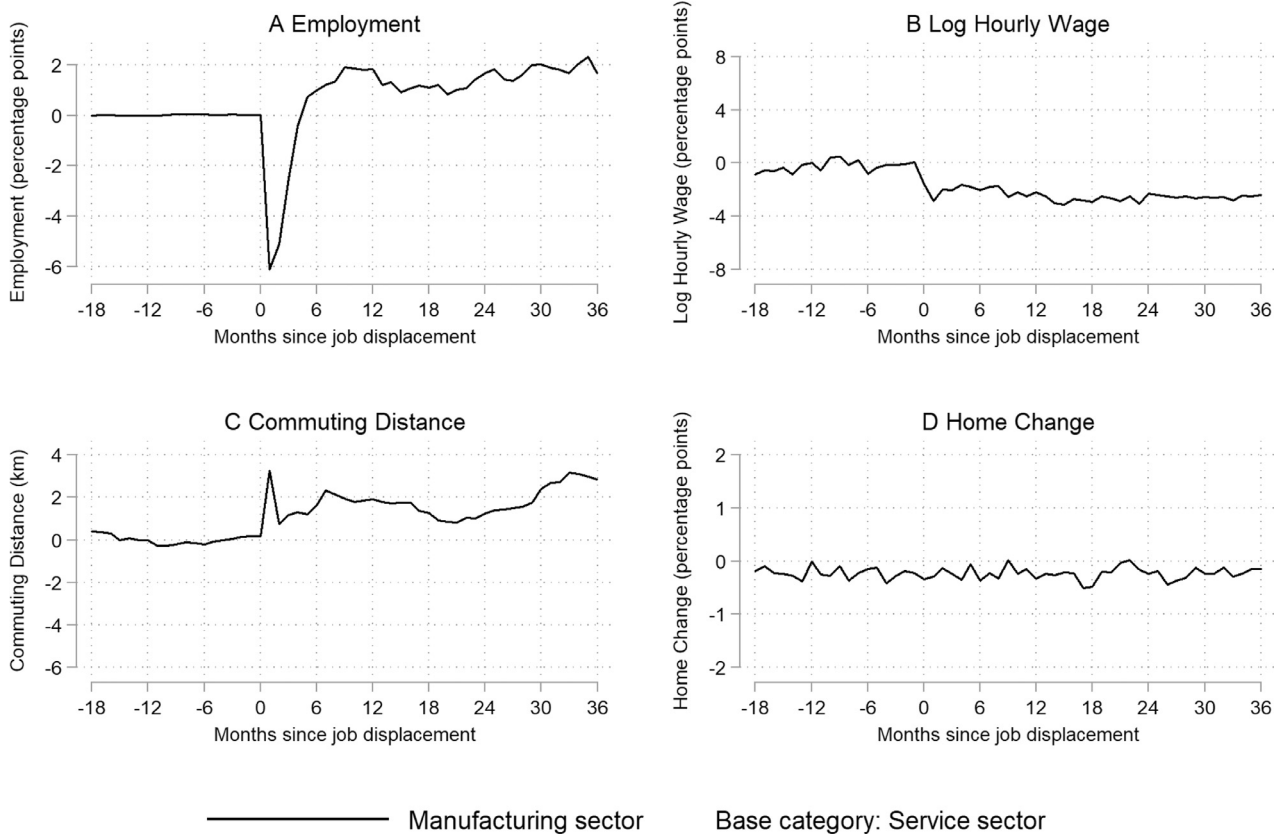 A Employment
Employment (percentage points)
2
0
-2
-4
-6
-18 -12 -6 0 6 12 18 24 30 36
Months since job displacement
B Log Hourly Wage
Log Hourly Wage (percentage points)
8
4
0
-4
-8
-18 -12 -6 0 6 12 18 24 30 36
Months since job displacement
C Commuting Distance
Commuting Distance (km)
4
2
0
-2
-4
-6
-18 -12 -6 0 6 12 18 24 30 36
Months since job displacement
D Home Change
Home Change (percentage points)
2
1
0
-1
-2
-18 -12 -6 0 6 12 18 24 30 36
Months since job displacement
Manufacturing sector Base category: Service sector